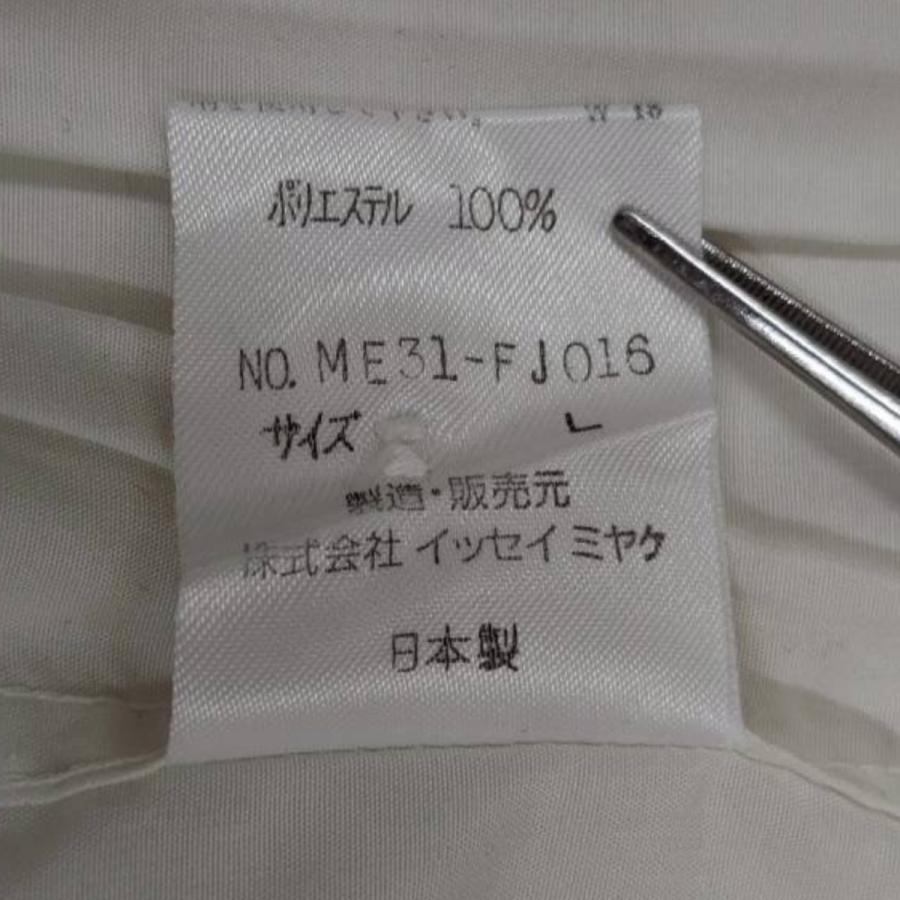 ポリエステル 100%
NO. ME31-FJ016
サイズ L
製造・販売元
株式会社 イッセイ ミヤケ
日本製